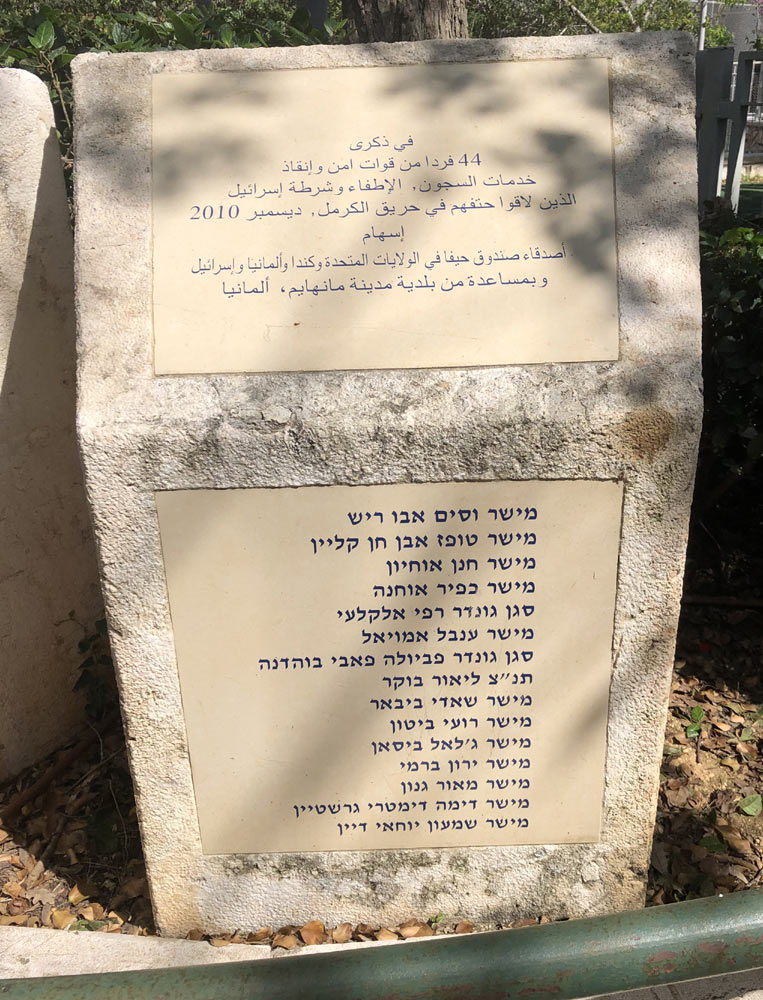 في ذكرى
44 فردا من قوات امن وإنقاذ
خدمات السجون, الإطفاء وشرطة إسرائيل
الذين لاقوا حتفهم في حريق الكرمل, ديسمبر 2010
إسهام
أصدقاء صندوق حيفا في الولايات المتحدة وكندا وألمانيا وإسرائيل
وبمساعدة من بلدية مدينة مانهايم، ألمانيا
מישר וסים אבו ריש
מישר טופז אבן חן קליין
מישר חנן אוחיון
מישר כפיר אוחנה
סגן גונדר רפי אלקלעי
מישר ענבל אמויאל
סגן גונדר פביולה פאבי בוהדנה
תנ״צ ליאור בוקר
מישר שאדי ביבאר
מישר רועי ביטון
מישר ג׳לאל ביסאן
מישר ירון ברמי
מישר מאור גנון
מישר דימה דימטרי גרשטיין
מישר שמעון יוחאי דיין